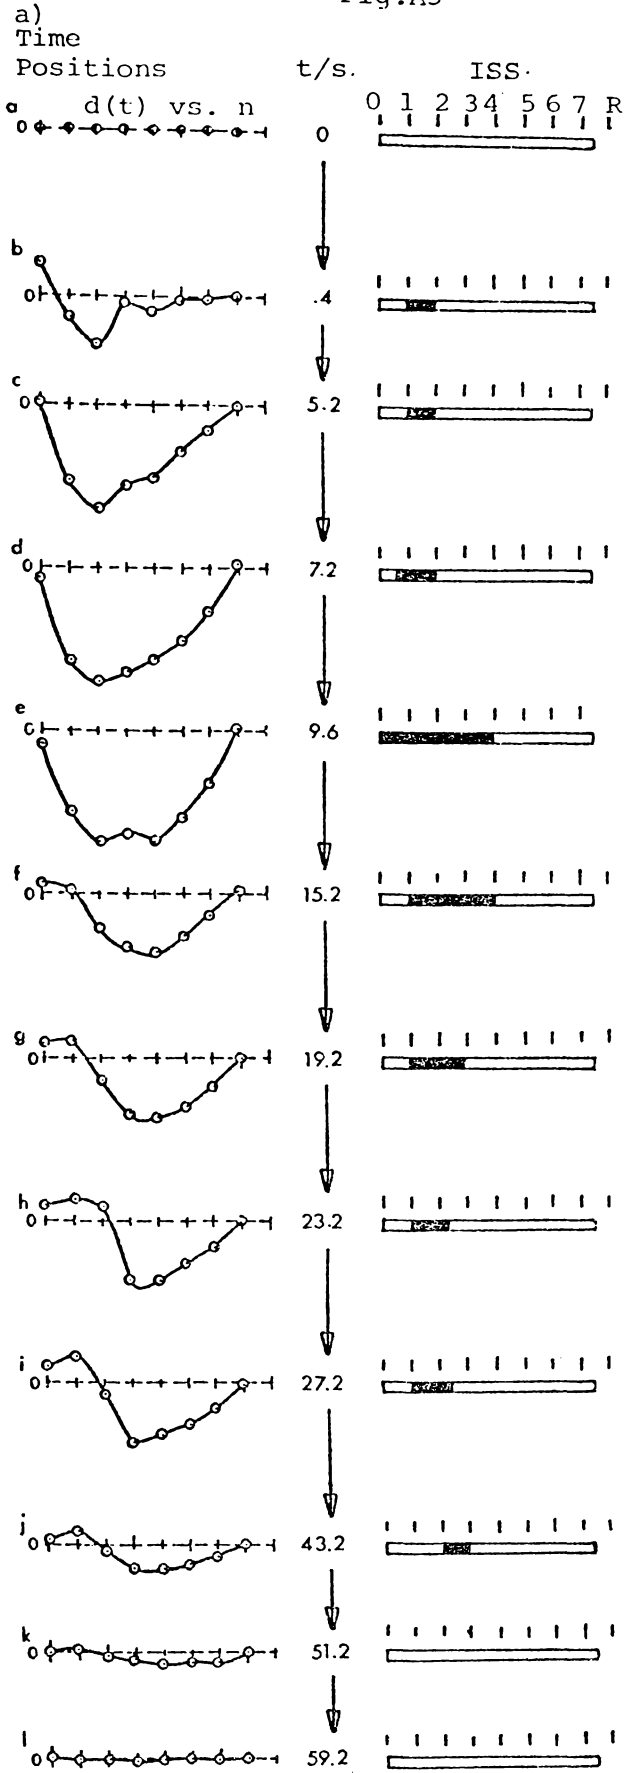 a)
Time
Positions t/s. ISS.
a d(t) vs. n 0 1 2 3 4 5 6 7 R
0 0
b
0 .4
c
0 5.2
d
0 7.2
e
0 9.6
f
0 15.2
g
0 19.2
h
0 23.2
i
0 27.2
j
0 43.2
k
0 51.2
l
0 59.2